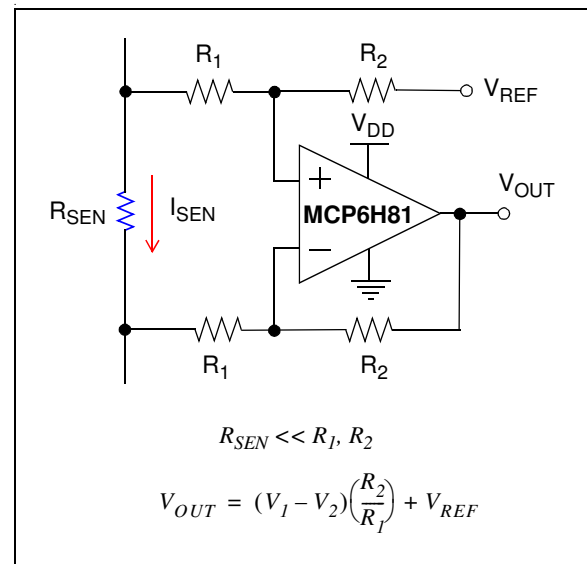 R1 R2
VREF
VDD
VOUT
+
RSEN ISEN MCP6H81
−
R1 R2
RSEN << R1, R2
VOUT = (V1 – V2)(R2/R1) + VREF